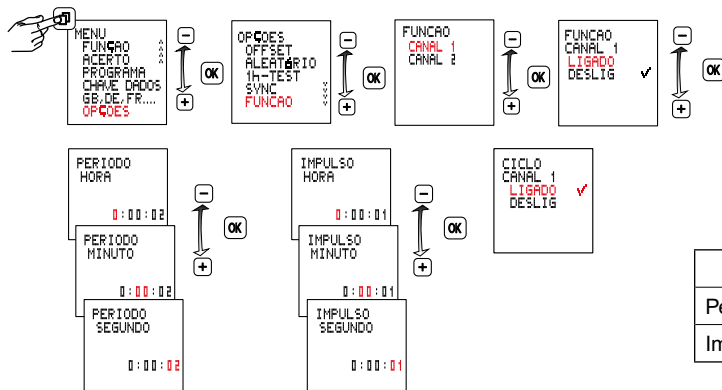 MENU
FUNÇAO
ACERTO
PROGRAMA
CHAVE DADOS
GB,DE,FR....
OPÇOES
OK
OPÇOES
OFFSET
ALEATÓRIO
1h-TEST
SYNC
FUNCAO
OK
FUNCAO
CANAL 1
CANAL 2
OK
FUNCAO
CANAL 1
LIGADO
DESLIG ✓
OK
PERIODO
HORA
0:00:02
PERIODO
MINUTO
0:00:02
PERIODO
SEGUNDO
0:00:02
OK
IMPULSO
HORA
0:00:01
IMPULSO
MINUTO
0:00:01
IMPULSO
SEGUNDO
0:00:01
OK
CICLO
CANAL 1
LIGADO ✓
DESLIG